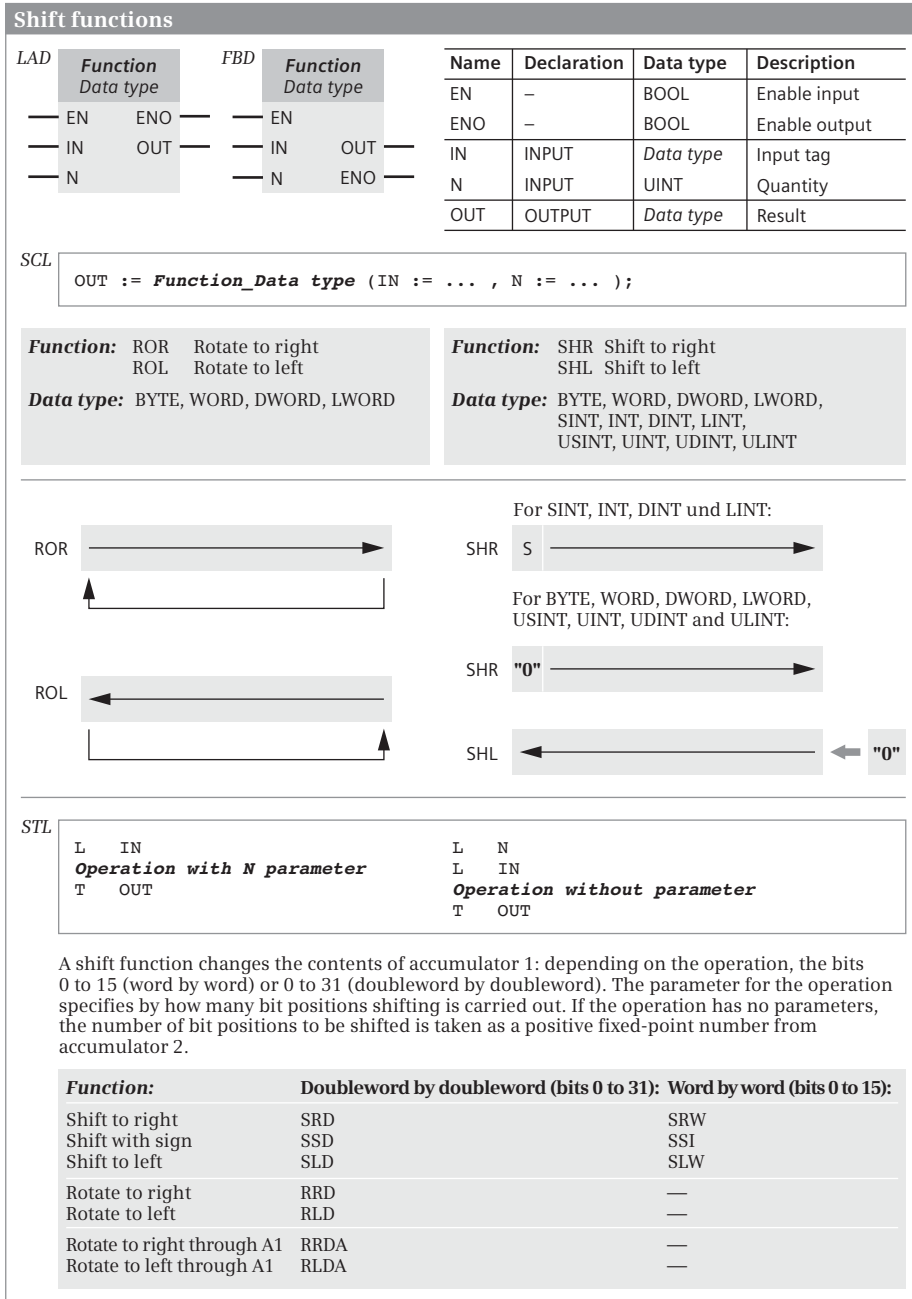 Shift functions
LAD
Function
Data type
EN ENO
IN OUT
N
FBD
Function
Data type
EN
IN OUT
N ENO
Name Declaration Data type Description
EN – BOOL Enable input
ENO – BOOL Enable output
IN INPUT Data type Input tag
N INPUT UINT Quantity
OUT OUTPUT Data type Result
SCL
OUT := Function_Data type (IN := ... , N := ... );
Function: ROR Rotate to right
ROL Rotate to left
Data type: BYTE, WORD, DWORD, LWORD
Function: SHR Shift to right
SHL Shift to left
Data type: BYTE, WORD, DWORD, LWORD,
SINT, INT, DINT, LINT,
USINT, UINT, UDINT, ULINT
ROR
ROL
For SINT, INT, DINT und LINT:
SHR S
For BYTE, WORD, DWORD, LWORD,
USINT, UINT, UDINT and ULINT:
SHR "0"
SHL "0"
STL
L IN
Operation with N parameter
T OUT
L N
L IN
Operation without parameter
T OUT
A shift function changes the contents of accumulator 1: depending on the operation, the bits
0 to 15 (word by word) or 0 to 31 (doubleword by doubleword). The parameter for the operation
specifies by how many bit positions shifting is carried out. If the operation has no parameters,
the number of bit positions to be shifted is taken as a positive fixed-point number from
accumulator 2.
Function: Doubleword by doubleword (bits 0 to 31): Word by word (bits 0 to 15):
Shift to right SRD SRW
Shift with sign SSD SSI
Shift to left SLD SLW
Rotate to right RRD —
Rotate to left RLD —
Rotate to right through A1 RRDA —
Rotate to left through A1 RLDA —